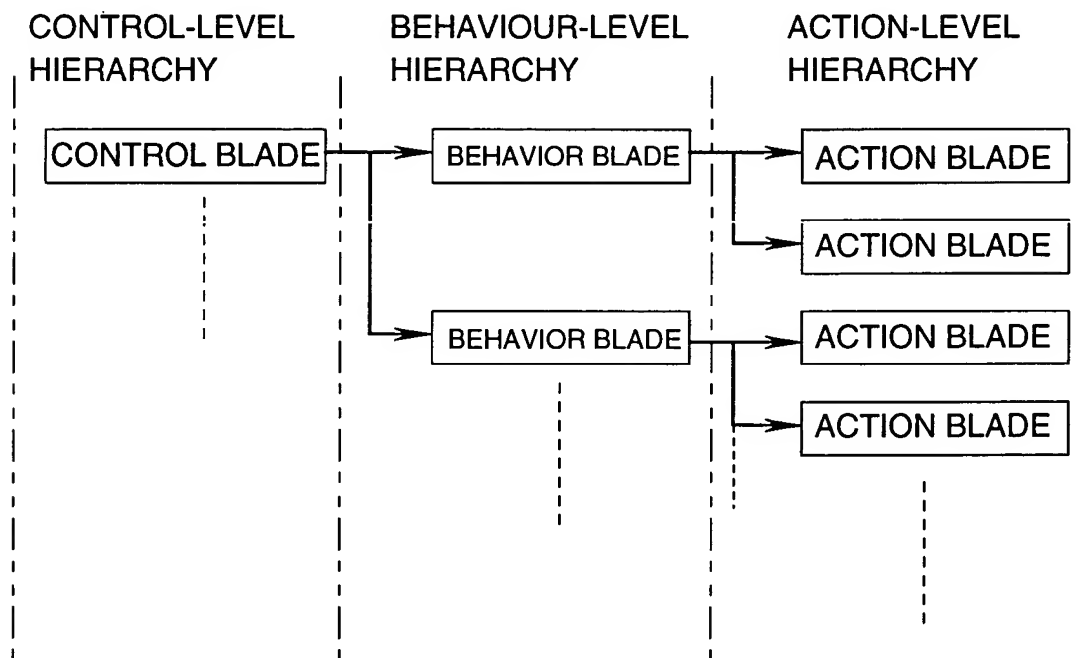 CONTROL-LEVEL
HIERARCHY
BEHAVIOUR-LEVEL
HIERARCHY
ACTION-LEVEL
HIERARCHY
CONTROL BLADE
BEHAVIOR BLADE
ACTION BLADE
ACTION BLADE
BEHAVIOR BLADE
ACTION BLADE
ACTION BLADE